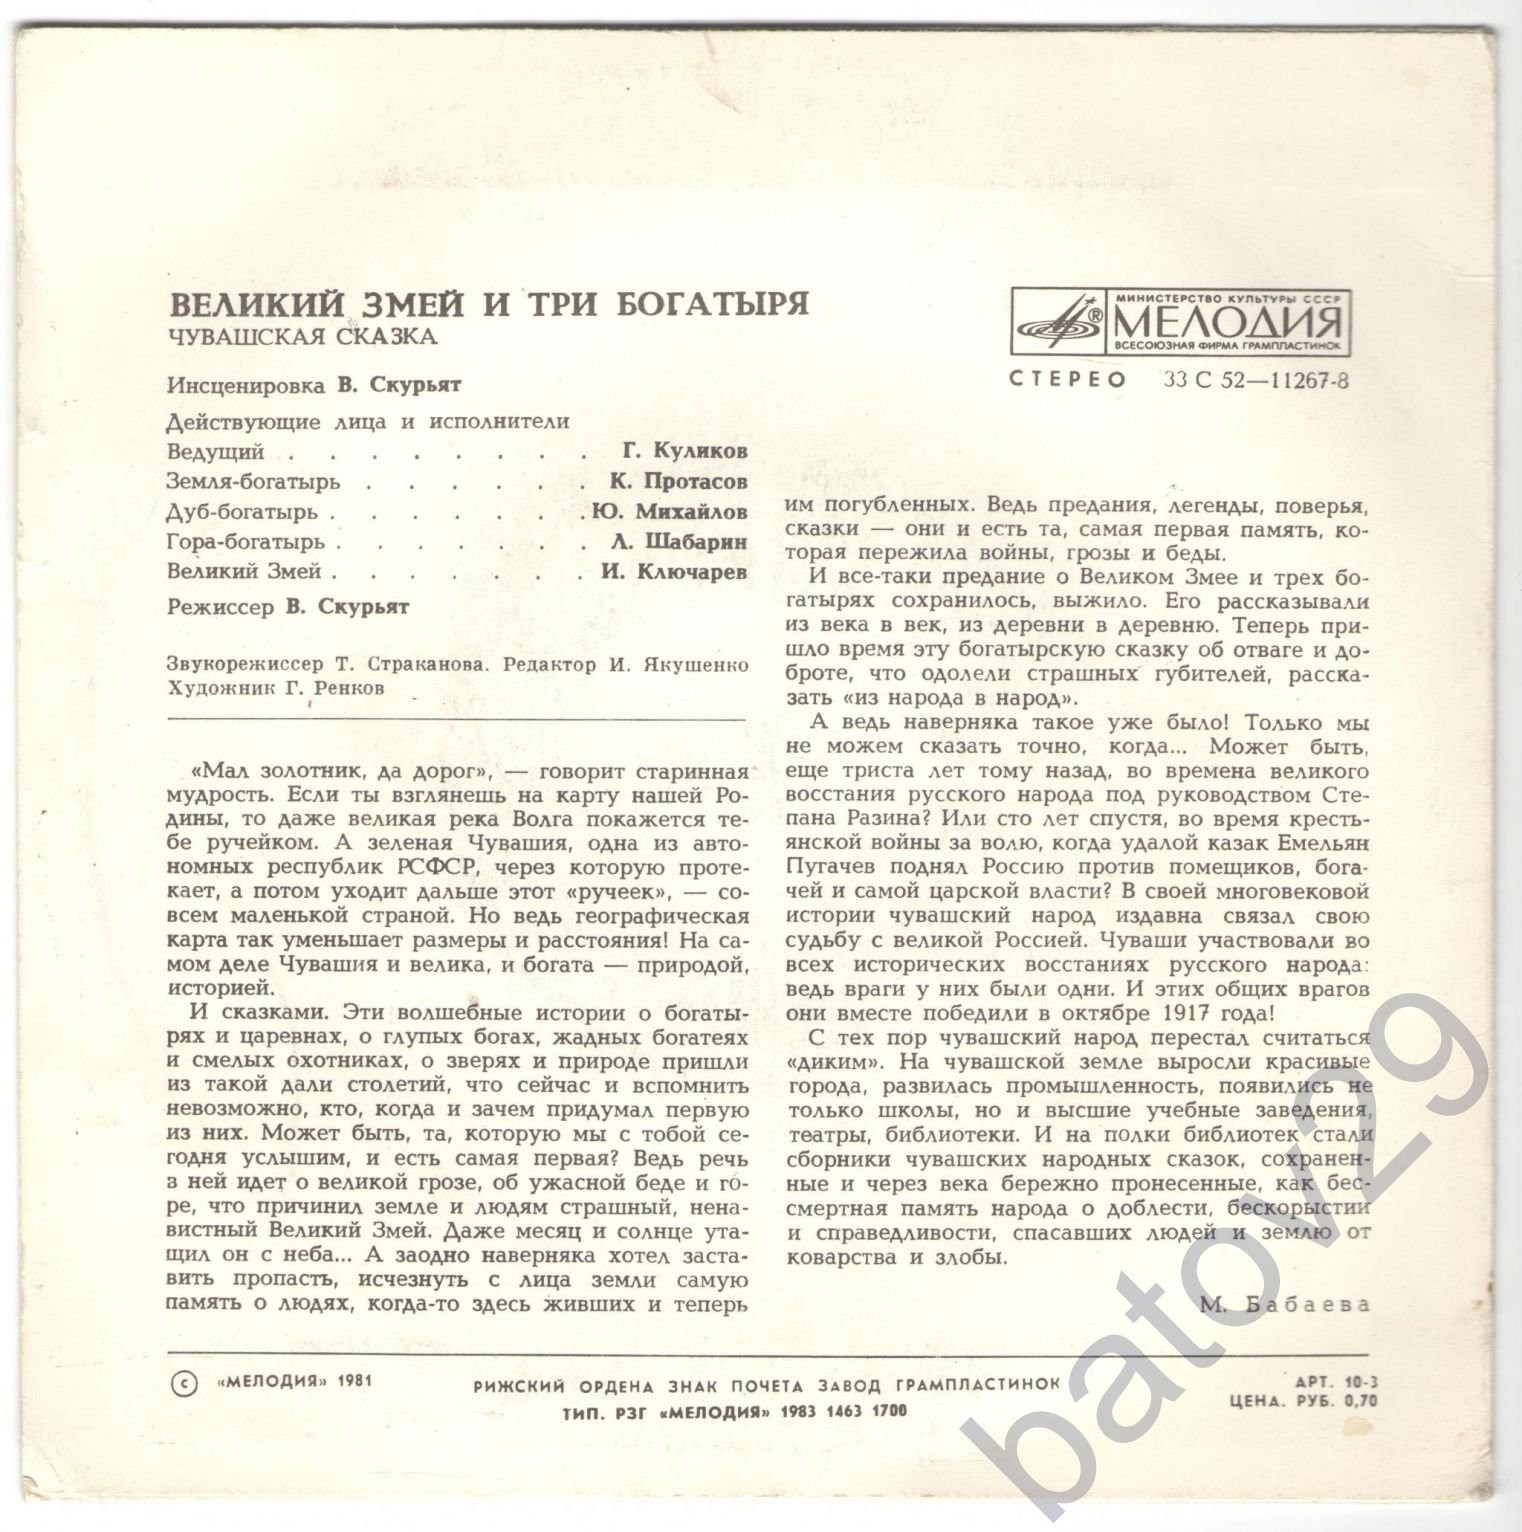 ВЕЛИКИЙ ЗМЕЙ И ТРИ БОГАТЫРЯ
ЧУВАШСКАЯ СКАЗКА
Инсценировка В. Скурьят
Действующие лица и исполнители
Ведущий . . . . . . . . Г. Куликов
Земля-богатырь . . . . . . К. Протасов
Дуб-богатырь . . . . . . . Ю. Михайлов
Гора-богатырь . . . . . . . Л. Шабарин
Великий Змей . . . . . . . И. Ключарев
Режиссер В. Скурьят
Звукорежиссер Т. Страканова. Редактор И. Якушенко
Художник Г. Ренков
МИНИСТЕРСТВО КУЛЬТУРЫ СССР
® МЕЛОДИЯ
ВСЕСОЮЗНАЯ ФИРМА ГРАМПЛАСТИНОК
СТЕРЕО 33 С 52—11267-8
«Мал золотник, да дорог», — говорит старинная
мудрость. Если ты взглянешь на карту нашей Ро-
дины, то даже великая река Волга покажется те-
бе ручейком. А зеленая Чувашия, одна из авто-
номных республик РСФСР, через которую проте-
кает, а потом уходит дальше этот «ручеек», — со-
всем маленькой страной. Но ведь географическая
карта так уменьшает размеры и расстояния! На са-
мом деле Чувашия и велика, и богата — природой,
историей.
И сказками. Эти волшебные истории о богаты-
рях и царевнах, о глупых богах, жадных богатеях
и смелых охотниках, о зверях и природе пришли
из такой дали столетий, что сейчас и вспомнить
невозможно, кто, когда и зачем придумал первую
из них. Может быть, та, которую мы с тобой се-
годня услышим, и есть самая первая? Ведь речь
в ней идет о великой грозе, об ужасной беде и го-
ре, что причинил земле и людям страшный, нена-
вистный Великий Змей. Даже месяц и солнце ута-
щил он с неба... А заодно наверняка хотел заста-
вить пропасть, исчезнуть с лица земли самую
память о людях, когда-то здесь живших и теперь
им погубленных. Ведь предания, легенды, поверья,
сказки — они и есть та, самая первая память, ко-
торая пережила войны, грозы и беды.
И все-таки предание о Великом Змее и трех бо-
гатырях сохранилось, выжило. Его рассказывали
из века в век, из деревни в деревню. Теперь при-
шло время эту богатырскую сказку об отваге и до-
броте, что одолели страшных губителей, расска-
зать «из народа в народ».
А ведь наверняка такое уже было! Только мы
не можем сказать точно, когда... Может быть,
еще триста лет тому назад, во времена великого
восстания русского народа под руководством Сте-
пана Разина? Или сто лет спустя, во время кресть-
янской войны за волю, когда удалой казак Емельян
Пугачев поднял Россию против помещиков, бога-
чей и самой царской власти? В своей многовековой
истории чувашский народ издавна связал свою
судьбу с великой Россией. Чуваши участвовали во
всех исторических восстаниях русского народа:
ведь враги у них были одни. И этих общих врагов
они вместе победили в октябре 1917 года!
С тех пор чувашский народ перестал считаться
«диким». На чувашской земле выросли красивые
города, развилась промышленность, появились не
только школы, но и высшие учебные заведения,
театры, библиотеки. И на полки библиотек стали
сборники чувашских народных сказок, сохранен-
ные и через века бережно пронесенные, как бес-
смертная память народа о доблести, бескорыстии
и справедливости, спасавших людей и землю от
коварства и злобы.
М. Бабаева
© «МЕЛОДИЯ» 1981
РИЖСКИЙ ОРДЕНА ЗНАК ПОЧЕТА ЗАВОД ГРАМПЛАСТИНОК
ТИП. РЗГ «МЕЛОДИЯ» 1983 1463 1700
АРТ. 10-3
ЦЕНА. РУБ. 0,70
batov29